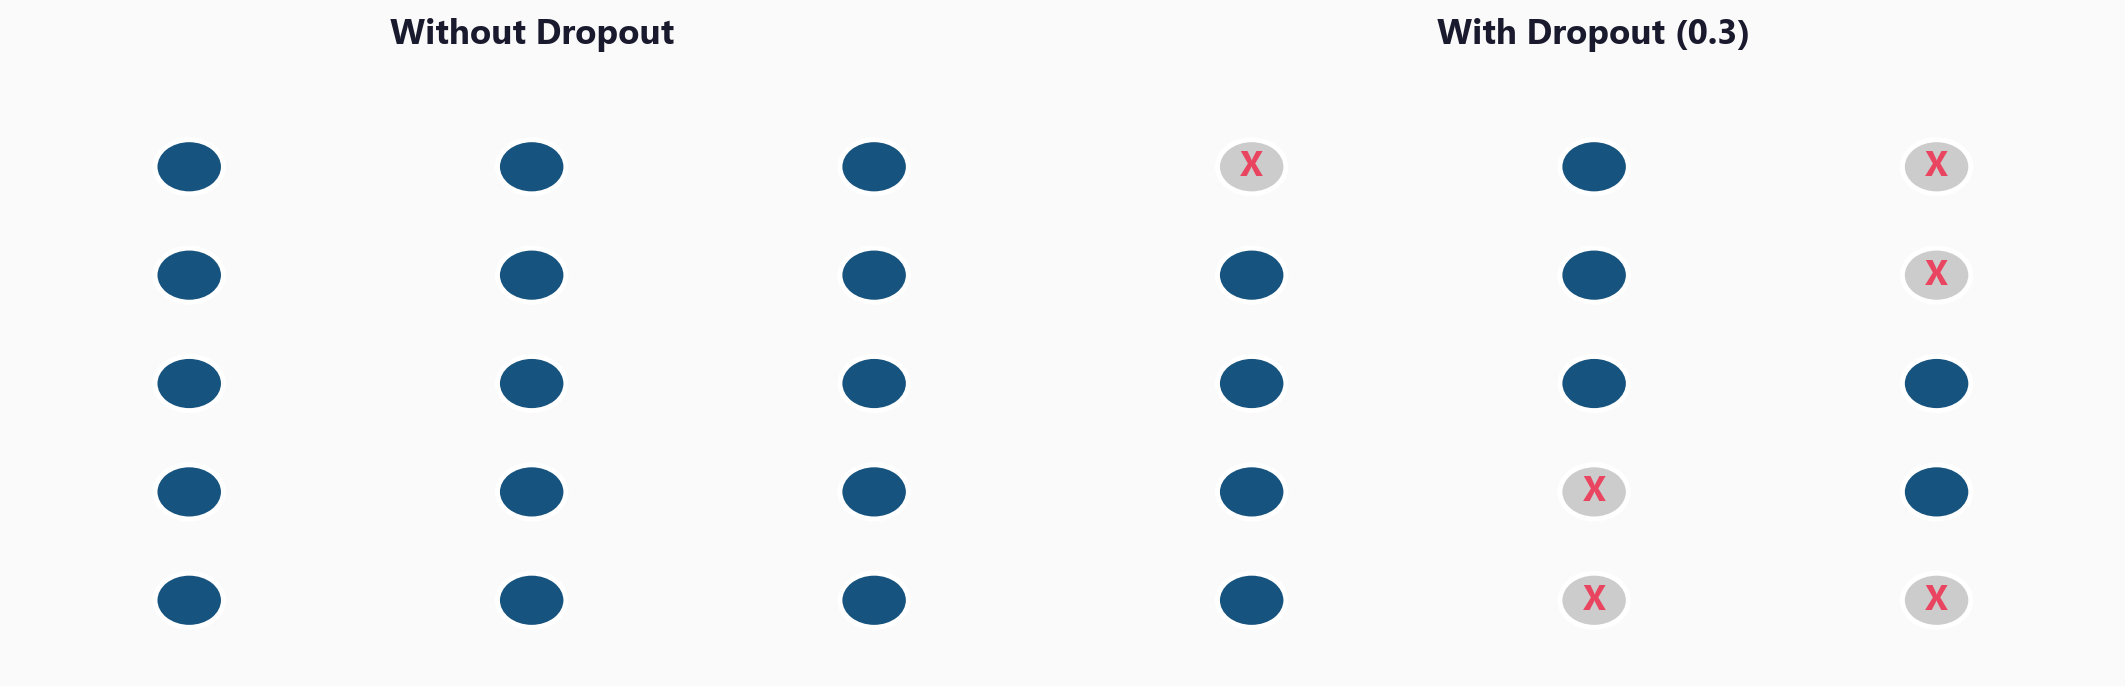 Without Dropout
With Dropout (0.3)
X X
X
X
X X